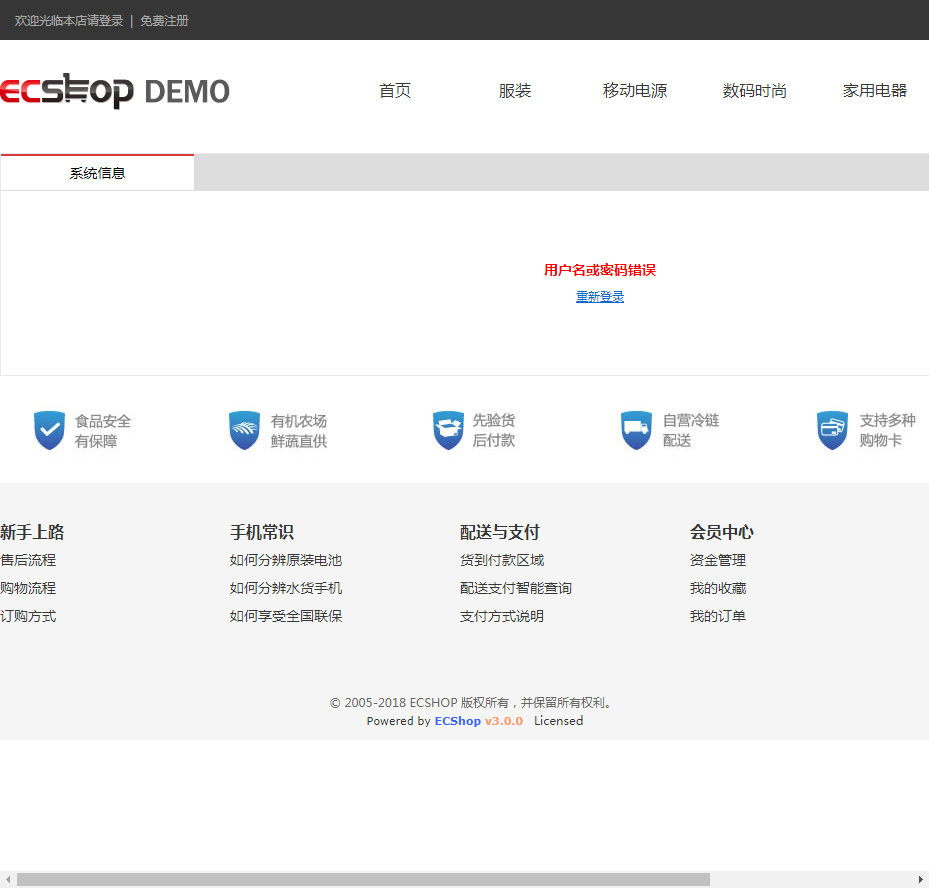 欢迎光临本店请登录 | 免费注册
ECSHOP DEMO
首页 服装 移动电源 数码时尚 家用电器
系统信息
用户名或密码错误
重新登录
食品安全 有机农场 先验货 自营冷链 支持多种
有保障 鲜蔬直供 后付款 配送 购物卡
新手上路 手机常识 配送与支付 会员中心
售后流程 如何分辨原装电池 货到付款区域 资金管理
购物流程 如何分辨水货手机 配送支付智能查询 我的收藏
订购方式 如何享受全国联保 支付方式说明 我的订单
© 2005-2018 ECSHOP 版权所有，并保留所有权利。
Powered by ECShop v3.0.0 Licensed